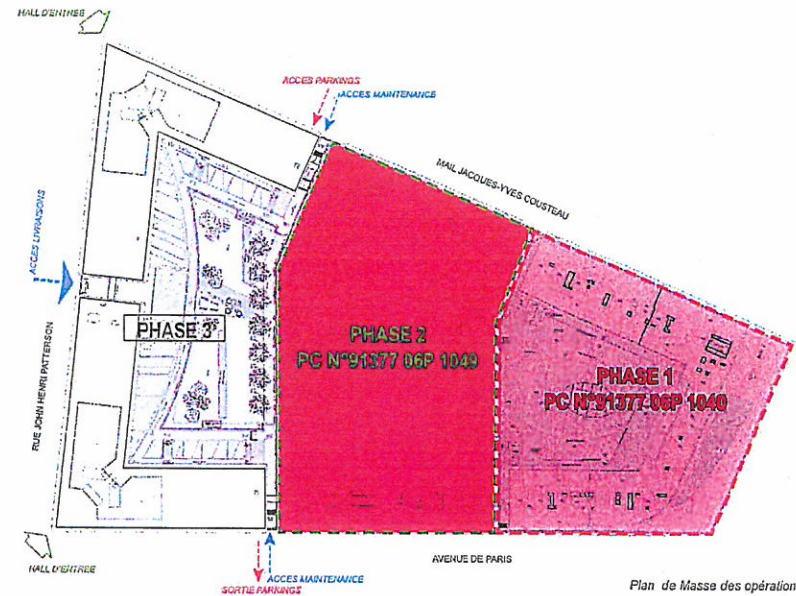 HALL D'ENTREE
ACCES PARKINGS
ACCES MAINTENANCE
MAIL JACQUES-YVES COUSTEAU
ACCES LIVRAISONS
PHASE 3
PHASE 2
PC N°91377 06P 1049
PHASE 1
PC N°91377 06P 1040
RUE JOHN HENRI PATTERSON
AVENUE DE PARIS
HALL D'ENTREE
ACCES MAINTENANCE
SORTIE PARKINGS
Plan de Masse des opération